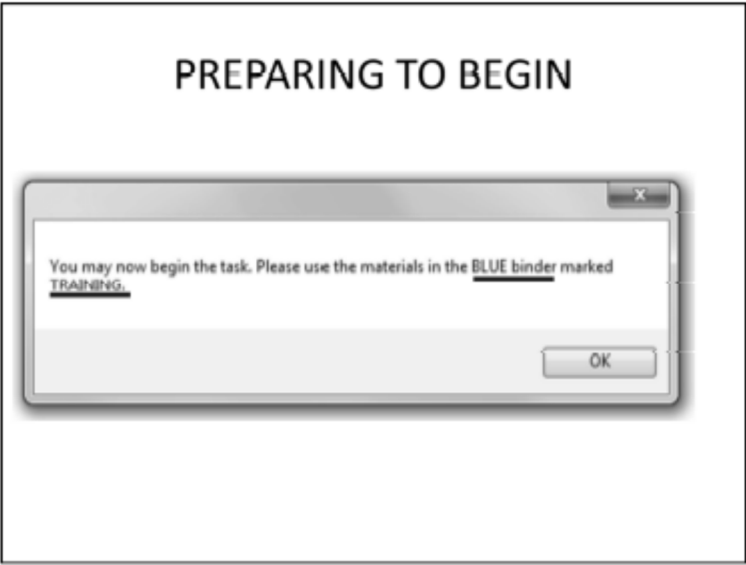 PREPARING TO BEGIN
X
You may now begin the task. Please use the materials in the BLUE binder marked
TRAINING.
OK